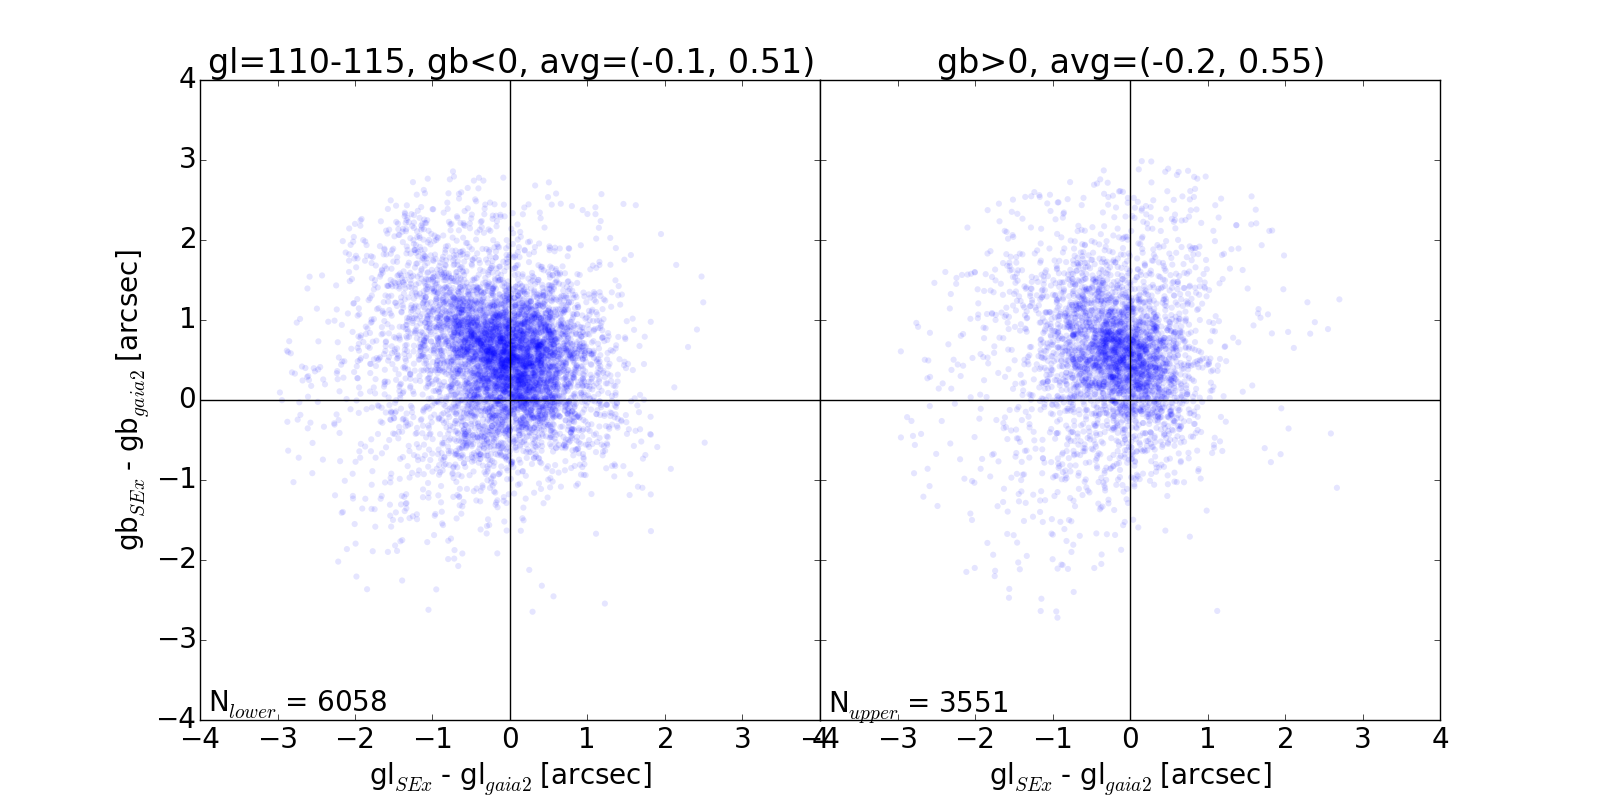 gl=110-115, gb<0, avg=(-0.1, 0.51)
gb>0, avg=(-0.2, 0.55)
4
3
2
1
0
−1
−2
−3
−4
gb_SEx - gb_gaia2 [arcsec]
N_lower = 6058
N_upper = 3551
−4 −3 −2 −1 0 1 2 3 4
−4 −3 −2 −1 0 1 2 3 4
gl_SEx - gl_gaia2 [arcsec]
gl_SEx - gl_gaia2 [arcsec]